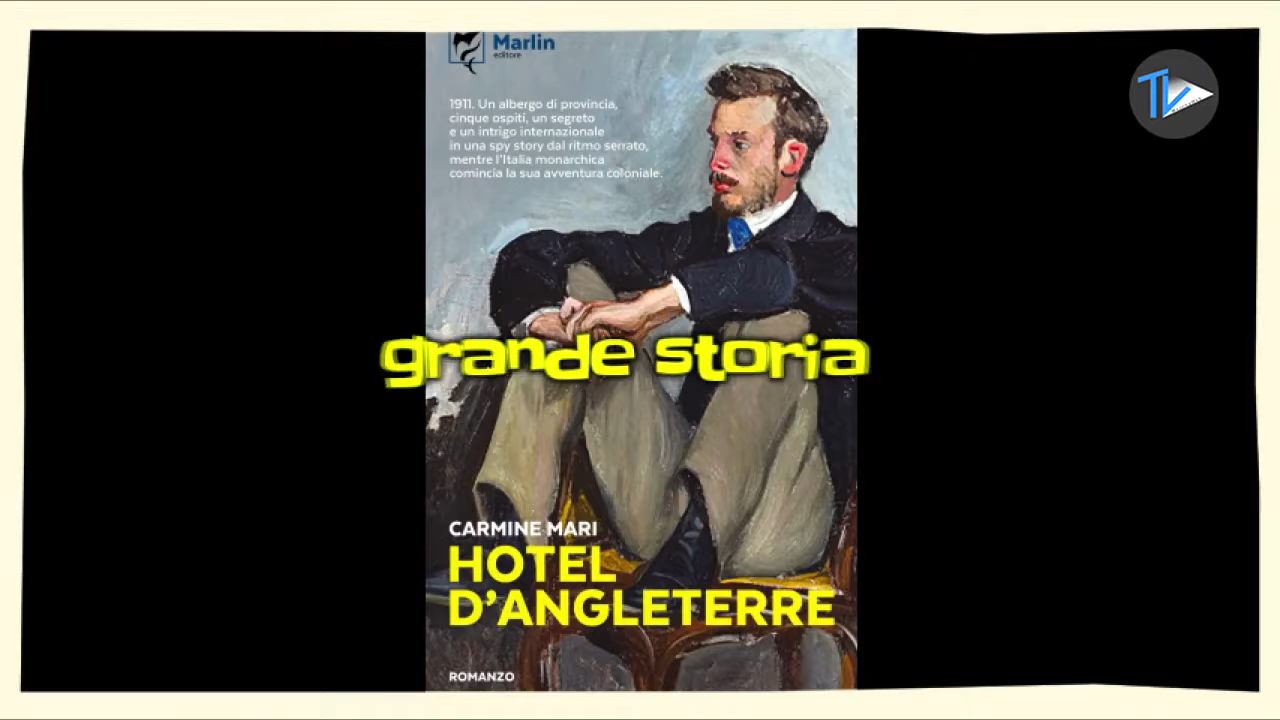 Marlin
editore
1911. Un albergo di provincia,
cinque ospiti, un segreto
e un intrigo internazionale
in una spy story dal ritmo serrato,
mentre l'Italia monarchica
comincia la sua avventura coloniale.
TV
grande storia
CARMINE MARI
HOTEL
D'ANGLETERRE
ROMANZO